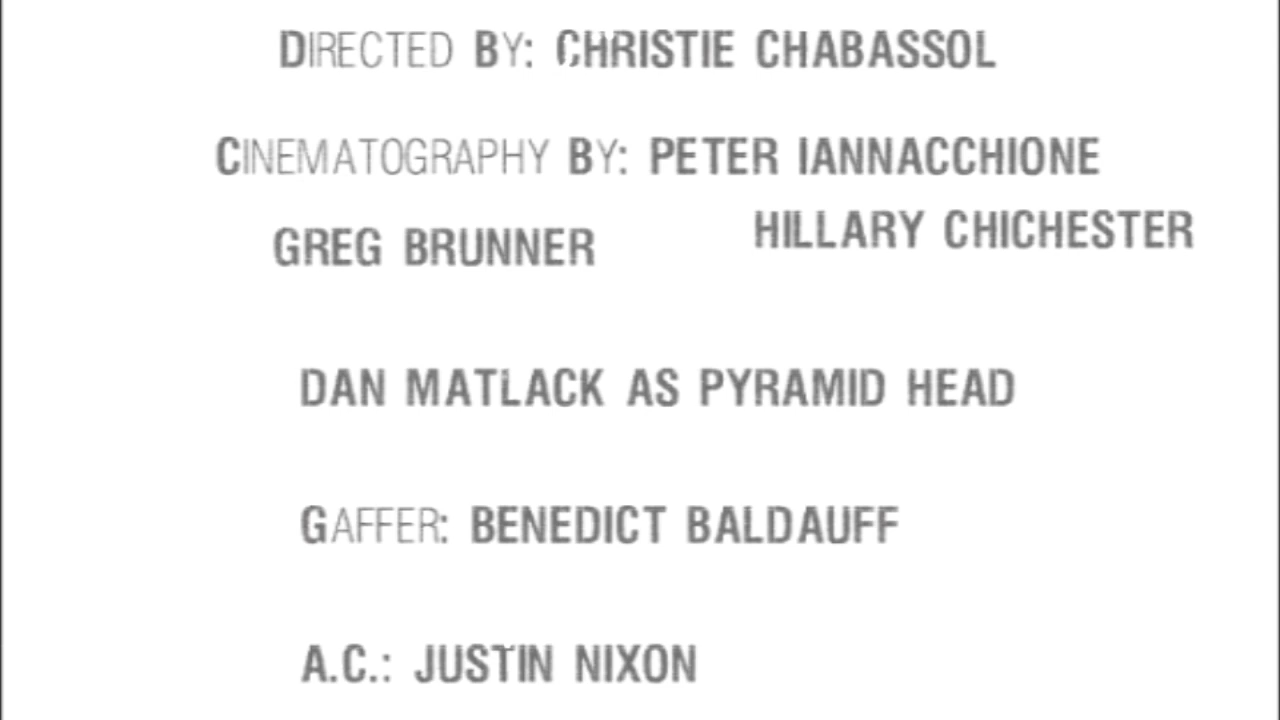 DIRECTED BY: CHRISTIE CHABASSOL
CINEMATOGRAPHY BY: PETER IANNACCHIONE
GREG BRUNNER HILLARY CHICHESTER
DAN MATLACK AS PYRAMID HEAD
GAFFER: BENEDICT BALDAUFF
A.C.: JUSTIN NIXON